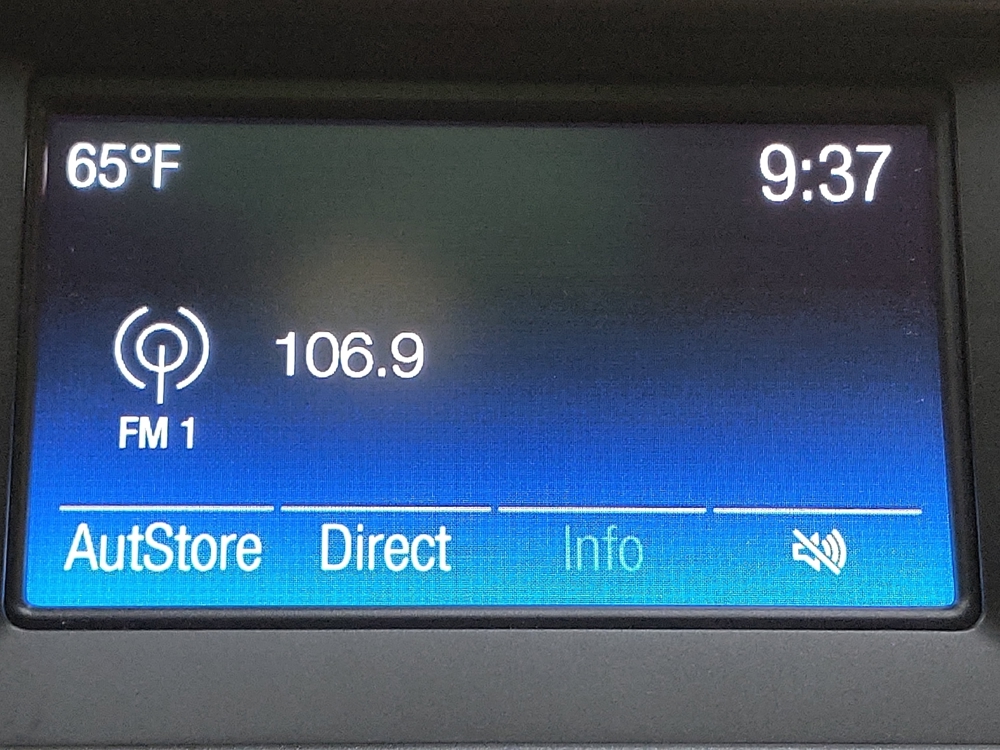 65°F 9:37
106.9
FM 1
AutStore Direct Info